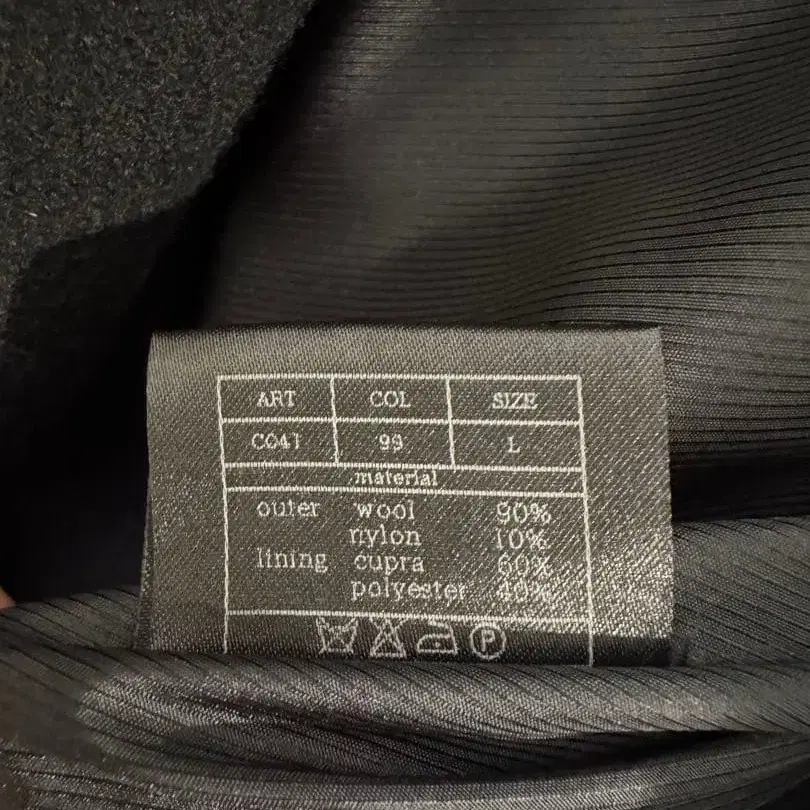 ART COL SIZE
C041 99 L
material
outer wool 90%
nylon 10%
lining cupra 60%
polyester 40%
P